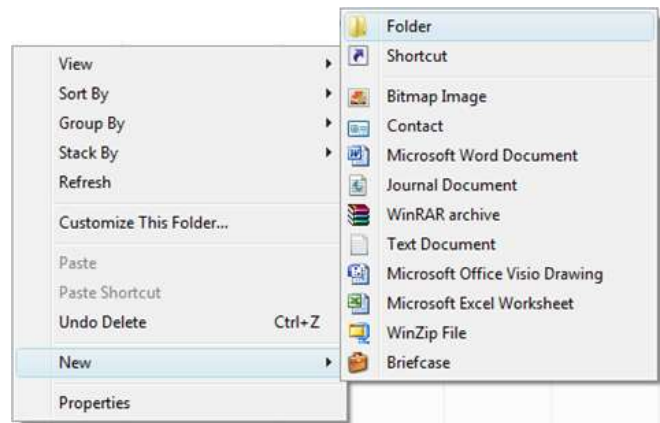 View
Sort By
Group By
Stack By
Refresh
Customize This Folder...
Paste
Paste Shortcut
Undo Delete Ctrl+Z
New
Properties
Folder
Shortcut
Bitmap Image
Contact
Microsoft Word Document
Journal Document
WinRAR archive
Text Document
Microsoft Office Visio Drawing
Microsoft Excel Worksheet
WinZip File
Briefcase